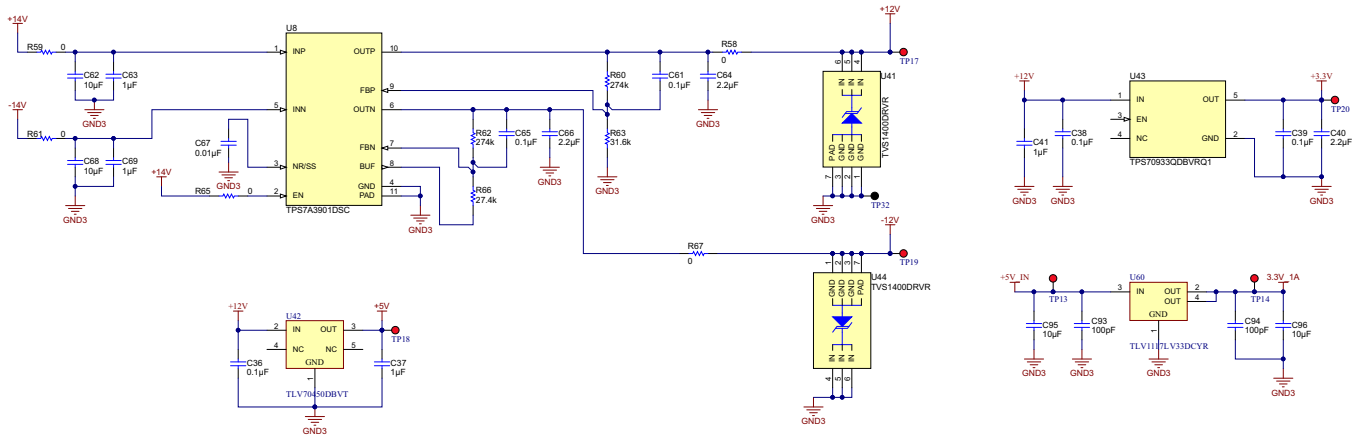 +14V
R59
0
C62
10µF
C63
1µF
GND3
-14V
R61
0
C68
10µF
C69
1µF
GND3
C67
0.01µF
GND3
+14V
R65
0
U8
1
INP
OUTP
10
FBP
9
5
INN
OUTN
6
FBN
7
3
NR/SS
BUF
8
2
EN
GND
4
PAD
11
TPS7A3901DSC
GND3
R62
274k
R66
27.4k
C65
0.1µF
GND3
C66
2.2µF
GND3
R60
274k
R63
31.6k
GND3
C61
0.1µF
C64
2.2µF
GND3
R58
0
+12V
TP17
U41
6
5
4
IN
IN
IN
PAD
GND
GND
GND
7
3
2
1
TVS1400DRVR
GND3
TP32
R67
0
-12V
TP19
U44
1
2
3
7
GND
GND
GND
PAD
IN
IN
IN
4
5
6
TVS1400DRVR
GND3
+12V
C36
0.1µF
U42
2
IN
OUT
3
4
NC
NC
5
GND
1
TLV70450DBVT
GND3
+5V
TP18
C37
1µF
+12V
C41
1µF
GND3
C38
0.1µF
GND3
U43
1
IN
OUT
5
3
EN
4
NC
GND
2
TPS70933QDBVRQ1
+3.3V
TP20
C39
0.1µF
C40
2.2µF
GND3
+5V_IN
TP13
C95
10µF
GND3
C93
100pF
GND3
U60
3
IN
OUT
2
OUT
4
GND
1
TLV1117LV33DCYR
GND3
TP14
3.3V_1A
C94
100pF
C96
10µF
GND3